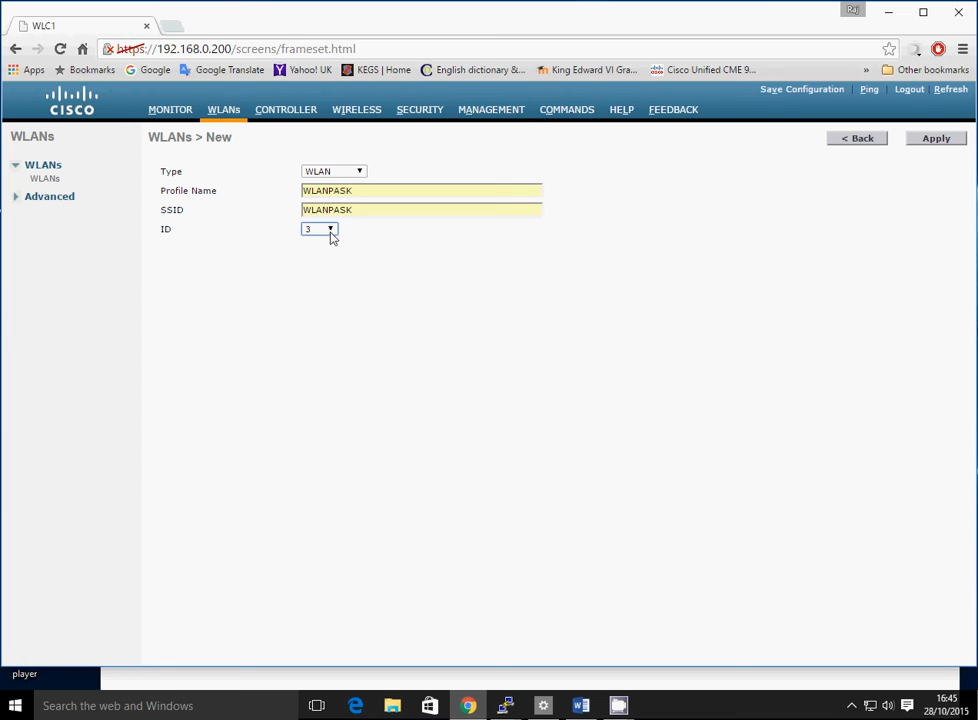 Raj
WLC1
https://192.168.0.200/screens/frameset.html
Apps Bookmarks Google Google Translate Yahoo! UK KEGS | Home English dictionary &... King Edward VI Gra... Cisco Unified CME 9... » Other bookmarks
Save Configuration Ping Logout Refresh
CISCO
MONITOR WLANs CONTROLLER WIRELESS SECURITY MANAGEMENT COMMANDS HELP FEEDBACK
WLANs
WLANs > New
< Back Apply
WLANs
WLANs
Advanced
Type WLAN
Profile Name WLANPASK
SSID WLANPASK
ID 3
player
Search the web and Windows
16:45
28/10/2015